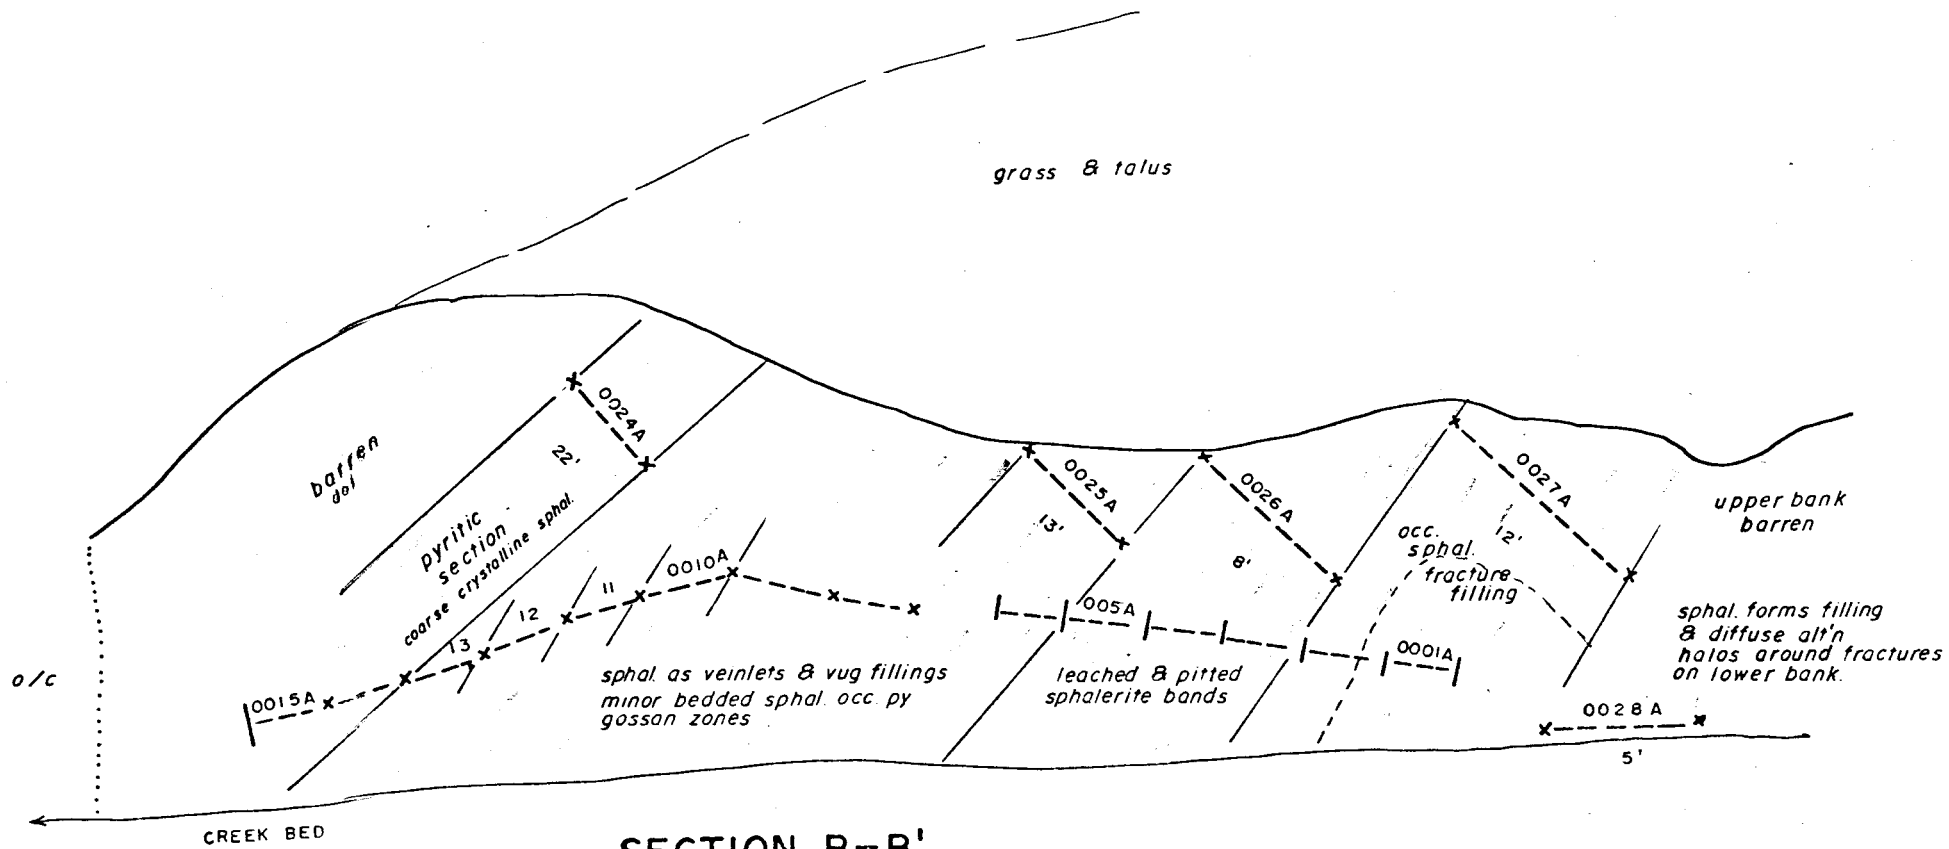 grass & talus
barren
dol
0024A
22'
pyritic
section
coarse crystalline sphal.
0025A
13'
0026A
8'
0027A
12'
occ.
sphal.
fracture
filling
upper bank
barren
0010A
11
12
13
0015A
005A
0001A
o/c
sphal. as veinlets & vug fillings
minor bedded sphal. occ. py
gossan zones
leached & pitted
sphalerite bands
sphal. forms filling
& diffuse alt'n
halos around fractures
on lower bank.
0028A
5'
CREEK BED
SECTION B-B'